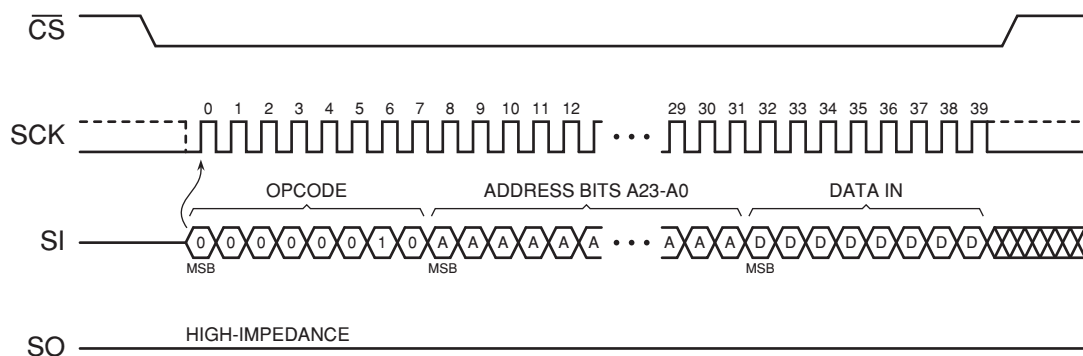 CS
0 1 2 3 4 5 6 7 8 9 10 11 12 29 30 31 32 33 34 35 36 37 38 39
SCK
OPCODE ADDRESS BITS A23-A0 DATA IN
SI 0 0 0 0 0 0 1 0 A A A A A A A A A D D D D D D D D
MSB MSB MSB
HIGH-IMPEDANCE
SO